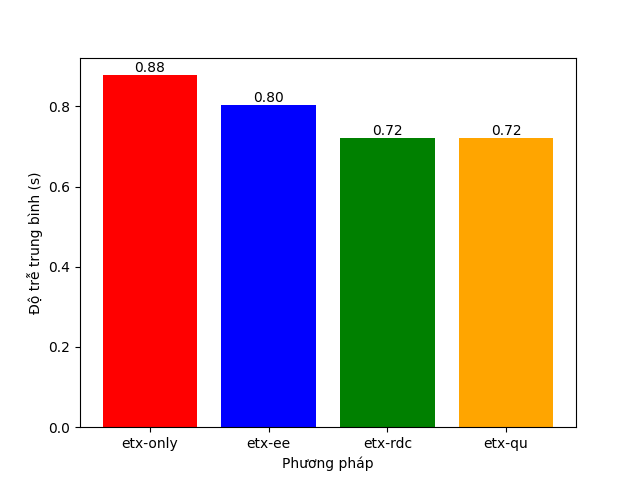 0.88
0.80
0.72
0.72
Độ trễ trung bình (s)
0.8
0.6
0.4
0.2
0.0
etx-only
etx-ee
etx-rdc
etx-qu
Phương pháp